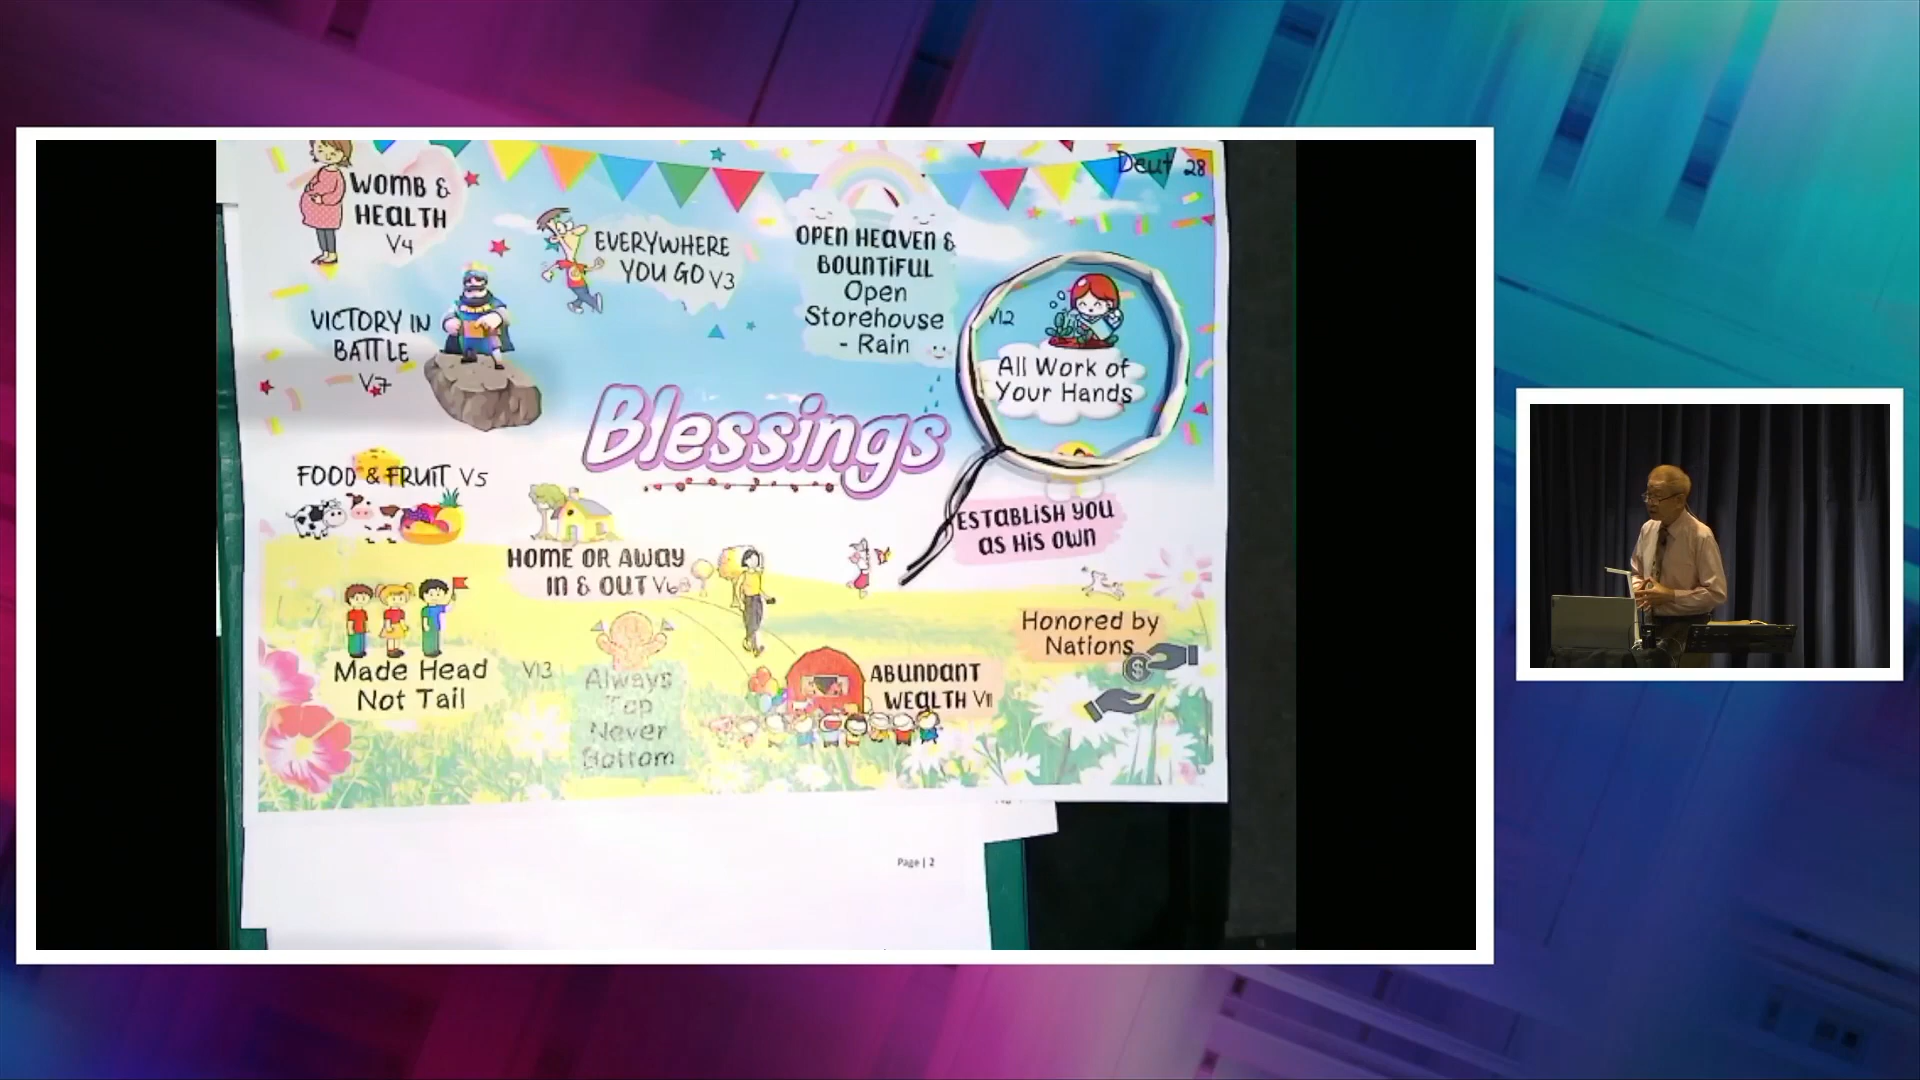 Deut 28
WOMB &
HEALTH
V4
EVERYWHERE
YOU GO V3
OPEN HEAVEN &
BOUNTIFUL
Open
Storehouse
- Rain
V12
All Work of
Your Hands
VICTORY IN
BATTLE
V7
Blessings
FOOD & FRUIT V5
ESTABLISH YOU
AS HIS OWN
HOME OR AWAY
IN & OUT
Made Head
Not Tail
V13
Always
Top
Never
Bottom
ABUNDANT
WEALTH V11
Honored by
Nations
$
Page | 2